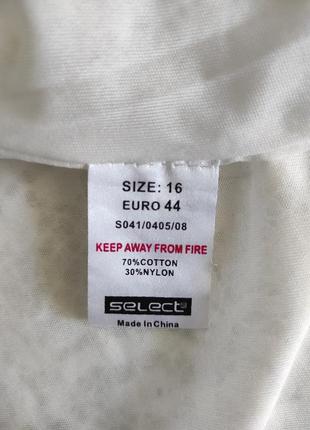 SIZE: 16
EURO 44
S041/0405/08
KEEP AWAY FROM FIRE
70%COTTON
30%NYLON
select
Made In China